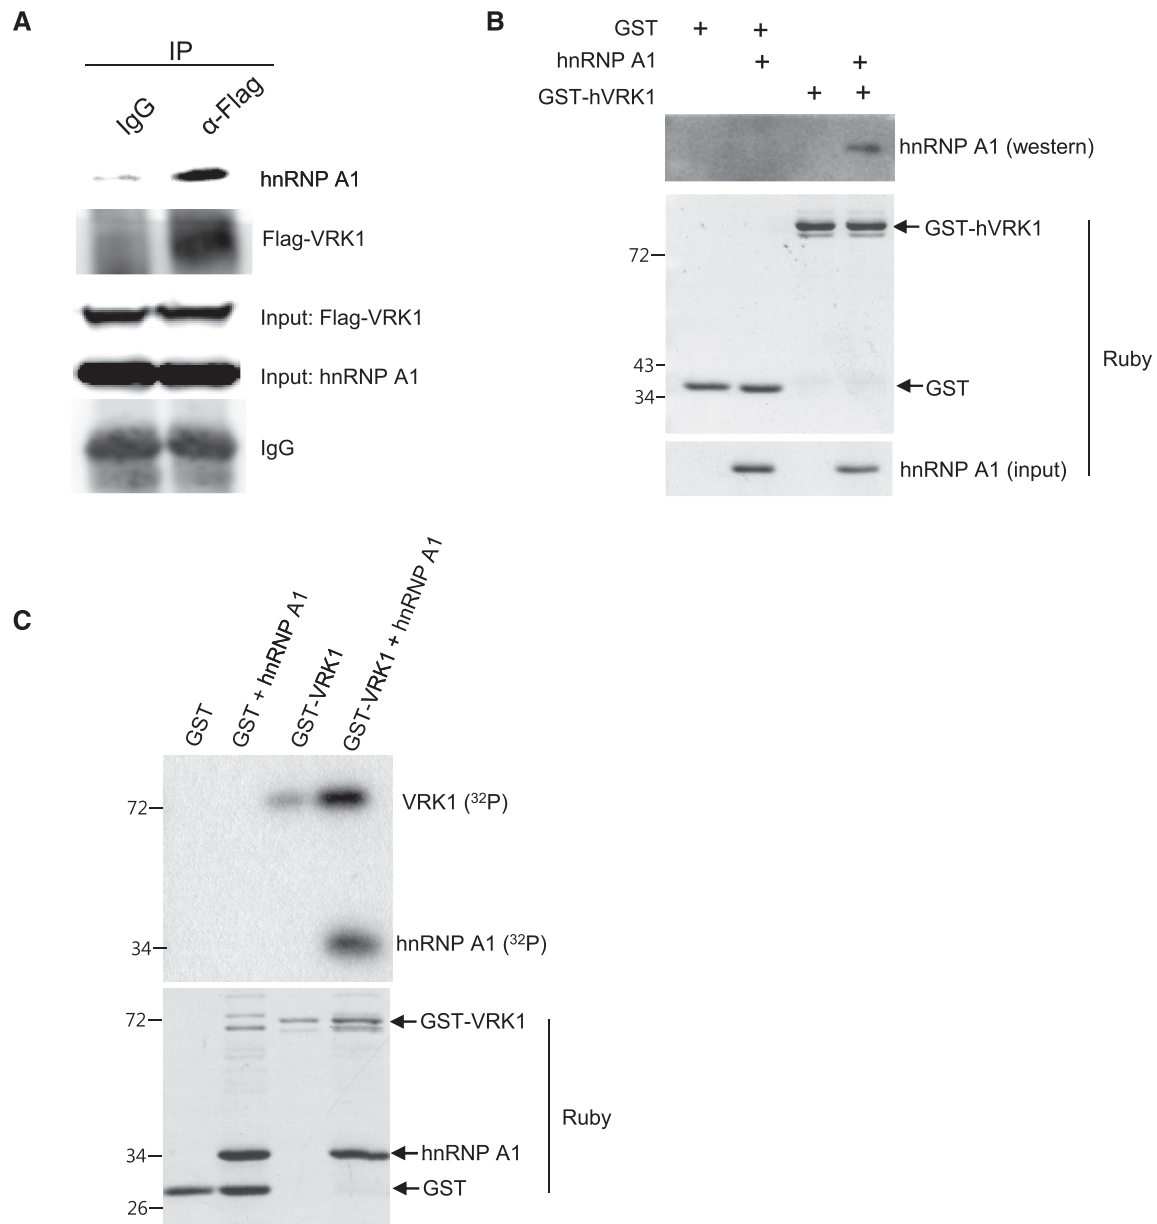 A
IP
IgG
α-Flag
hnRNP A1
Flag-VRK1
Input: Flag-VRK1
Input: hnRNP A1
IgG
B
GST + +
hnRNP A1 + +
GST-hVRK1 + +
hnRNP A1 (western)
GST-hVRK1
72
43
34
GST
Ruby
hnRNP A1 (input)
C
GST
GST + hnRNP A1
GST-VRK1
GST-VRK1 + hnRNP A1
72
VRK1 (³²P)
34
hnRNP A1 (³²P)
72
GST-VRK1
Ruby
34
hnRNP A1
GST
26